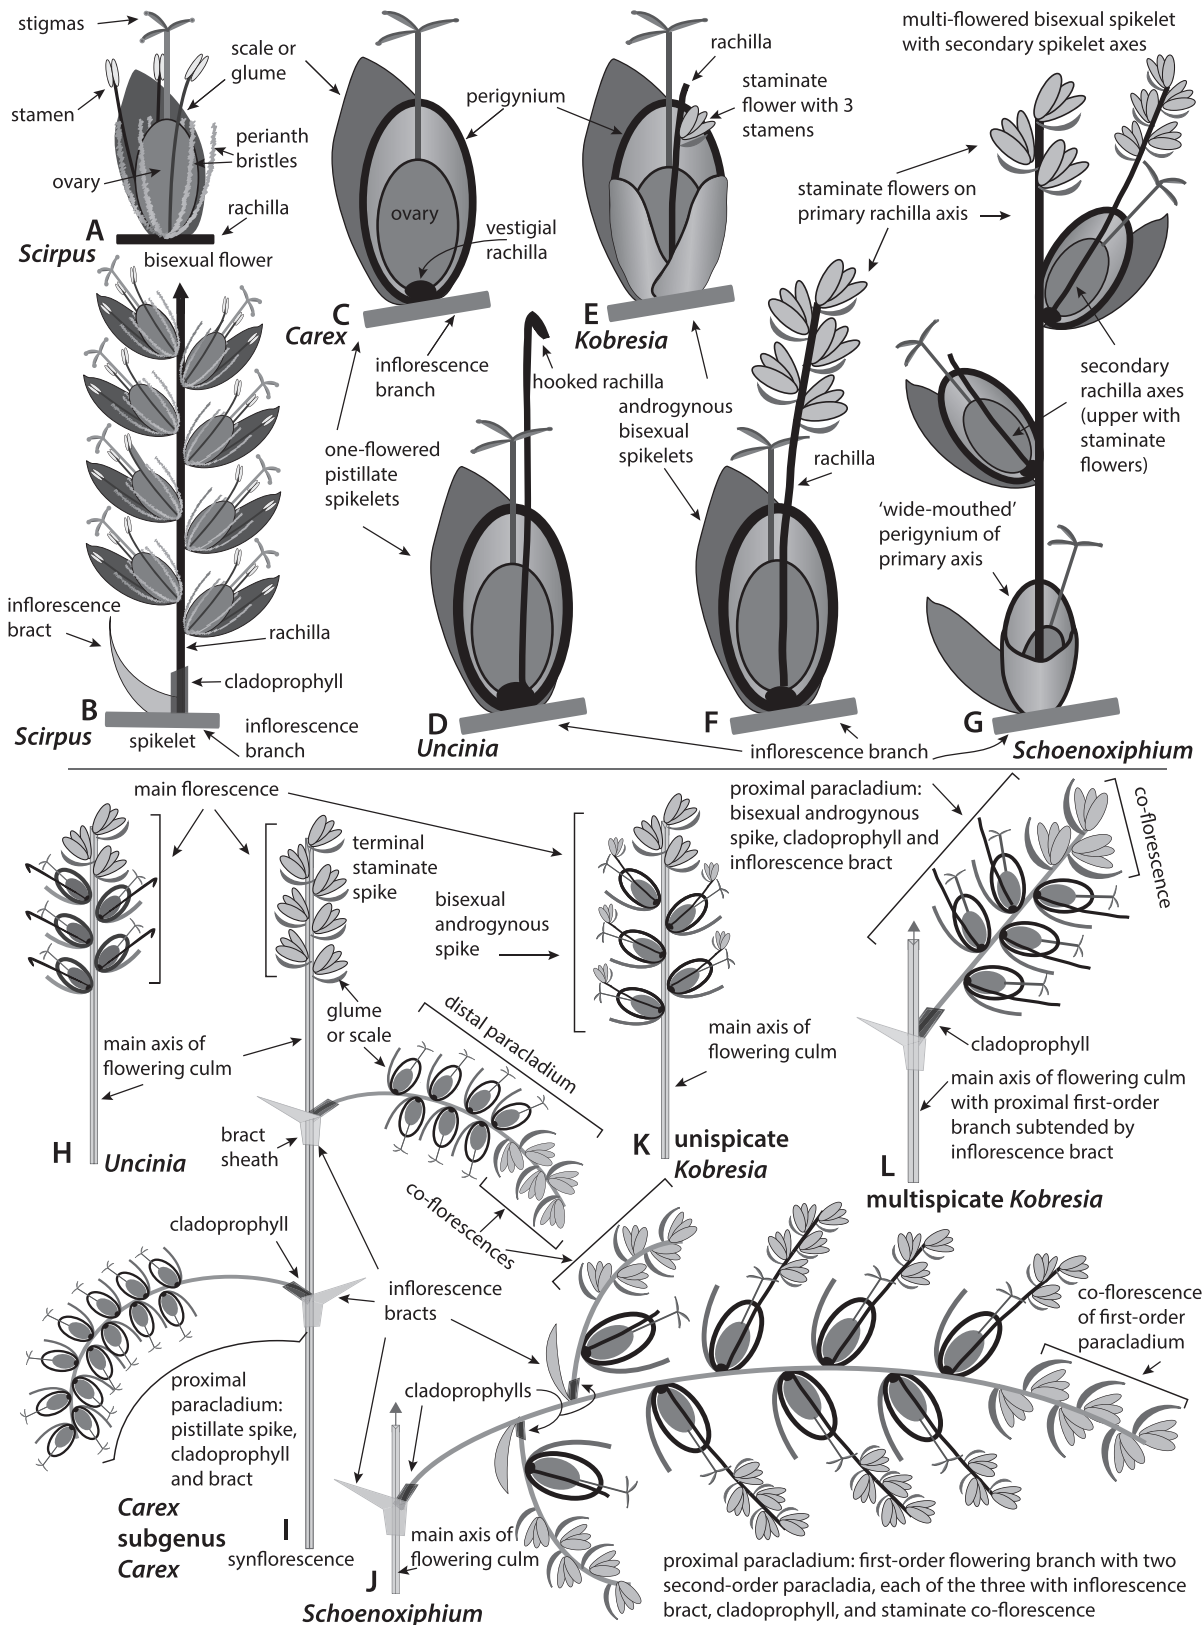 stigmas
scale or
glume
stamen
perianth
bristles
ovary
rachilla
A
Scirpus
bisexual flower
perigynium
ovary
vestigial
rachilla
C
Carex
inflorescence
branch
rachilla
staminate
flower with 3
stamens
E
Kobresia
multi-flowered bisexual spikelet
with secondary spikelet axes
staminate flowers on
primary rachilla axis
hooked rachilla
androgynous
bisexual
spikelets
one-flowered
pistillate
spikelets
rachilla
secondary
rachilla axes
(upper with
staminate
flowers)
‘wide-mouthed’
perigynium of
primary axis
inflorescence
bract
rachilla
cladoprophyll
B
Scirpus
spikelet
inflorescence
branch
D
Uncinia
F
inflorescence branch
G
Schoenoxiphium
main florescence
terminal
staminate
spike
bisexual
androgynous
spike
proximal paracladium:
bisexual androgynous
spike, cladoprophyll and
inflorescence bract
co-florescence
glume
or scale
distal paracladium
main axis of
flowering culm
main axis of
flowering culm
cladoprophyll
main axis of flowering culm
with proximal first-order
branch subtended by
inflorescence bract
H
Uncinia
bract
sheath
K
unispicate
Kobresia
L
multispicate Kobresia
co-florescences
cladoprophyll
inflorescence
bracts
co-florescence
of first-order
paracladium
proximal
paracladium:
pistillate spike,
cladoprophyll
and bract
cladoprophylls
Carex
subgenus
Carex
I
synflorescence
J
main axis of
flowering culm
Schoenoxiphium
proximal paracladium: first-order flowering branch with two
second-order paracladia, each of the three with inflorescence
bract, cladoprophyll, and staminate co-florescence